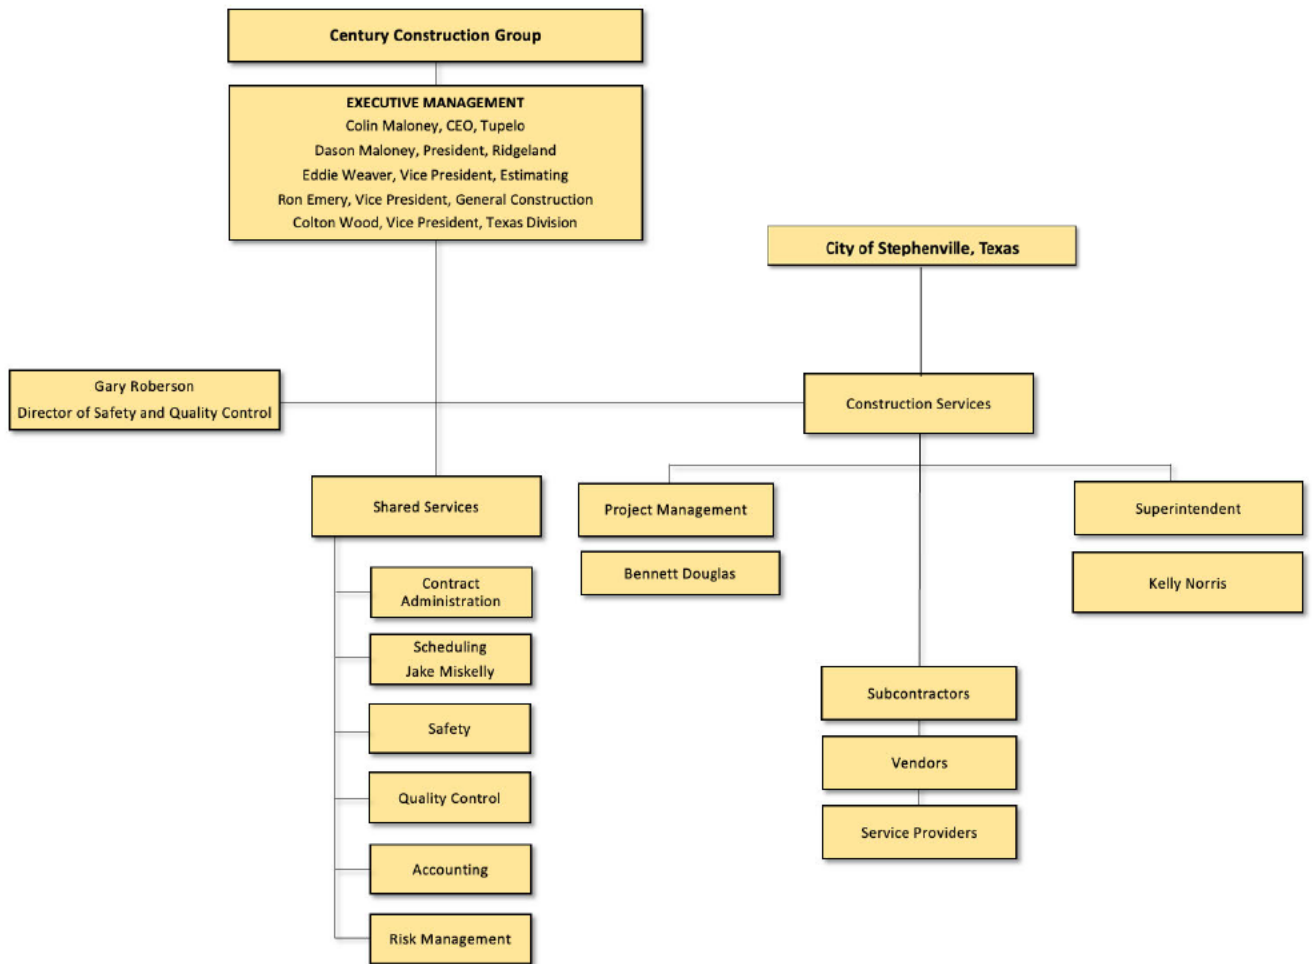 Century Construction Group
EXECUTIVE MANAGEMENT
Colin Maloney, CEO, Tupelo
Dason Maloney, President, Ridgeland
Eddie Weaver, Vice President, Estimating
Ron Emery, Vice President, General Construction
Colton Wood, Vice President, Texas Division
City of Stephenville, Texas
Gary Roberson
Director of Safety and Quality Control
Construction Services
Shared Services
Contract
Administration
Scheduling
Jake Miskelly
Safety
Quality Control
Accounting
Risk Management
Project Management
Bennett Douglas
Superintendent
Kelly Norris
Subcontractors
Vendors
Service Providers